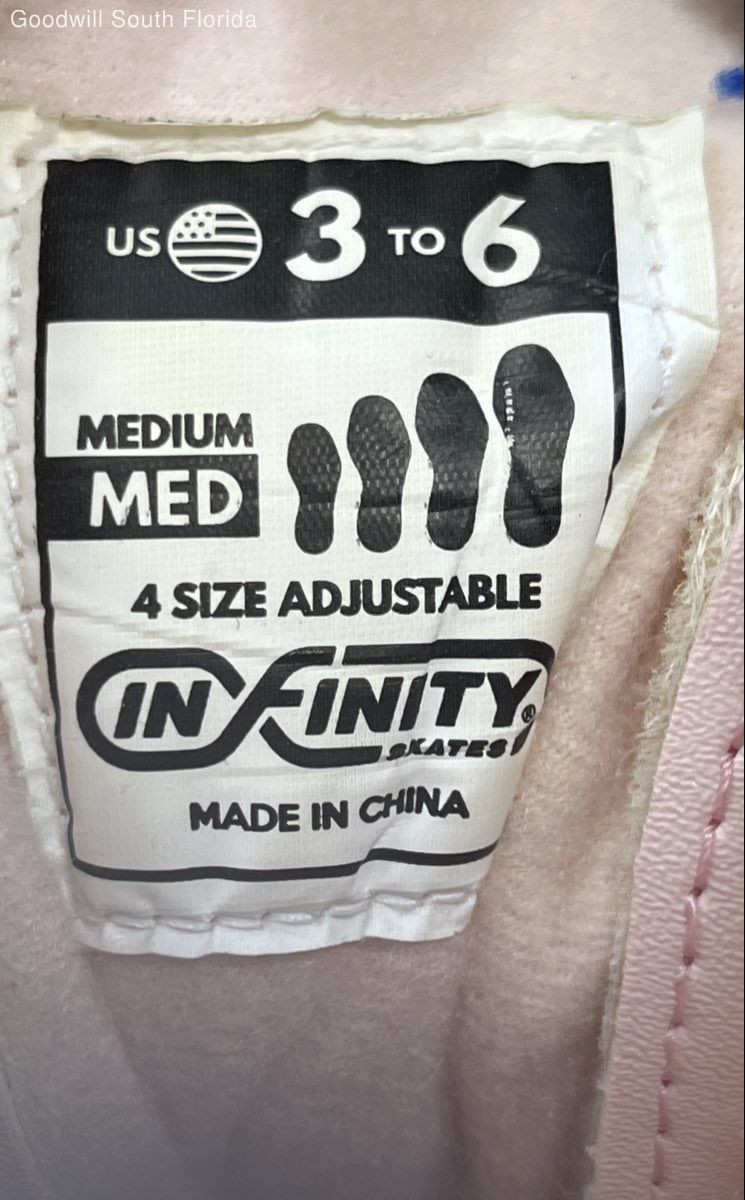 Goodwill South Florida
US 3 TO 6
MEDIUM
MED
4 SIZE ADJUSTABLE
INFINITY®
SKATES
MADE IN CHINA